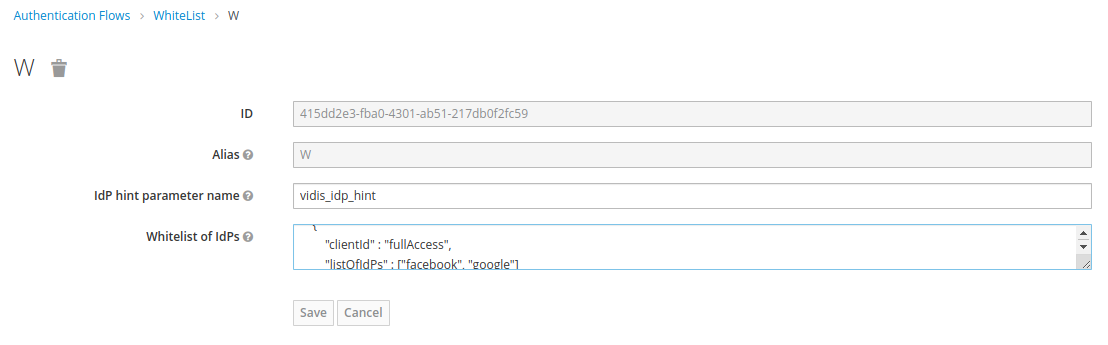 Authentication Flows › WhiteList › W
W
ID 415dd2e3-fba0-4301-ab51-217db0f2fc59
Alias W
IdP hint parameter name vidis_idp_hint
Whitelist of IdPs {
"clientId" : "fullAccess",
"listOfIdPs" : ["facebook", "google"]
Save Cancel